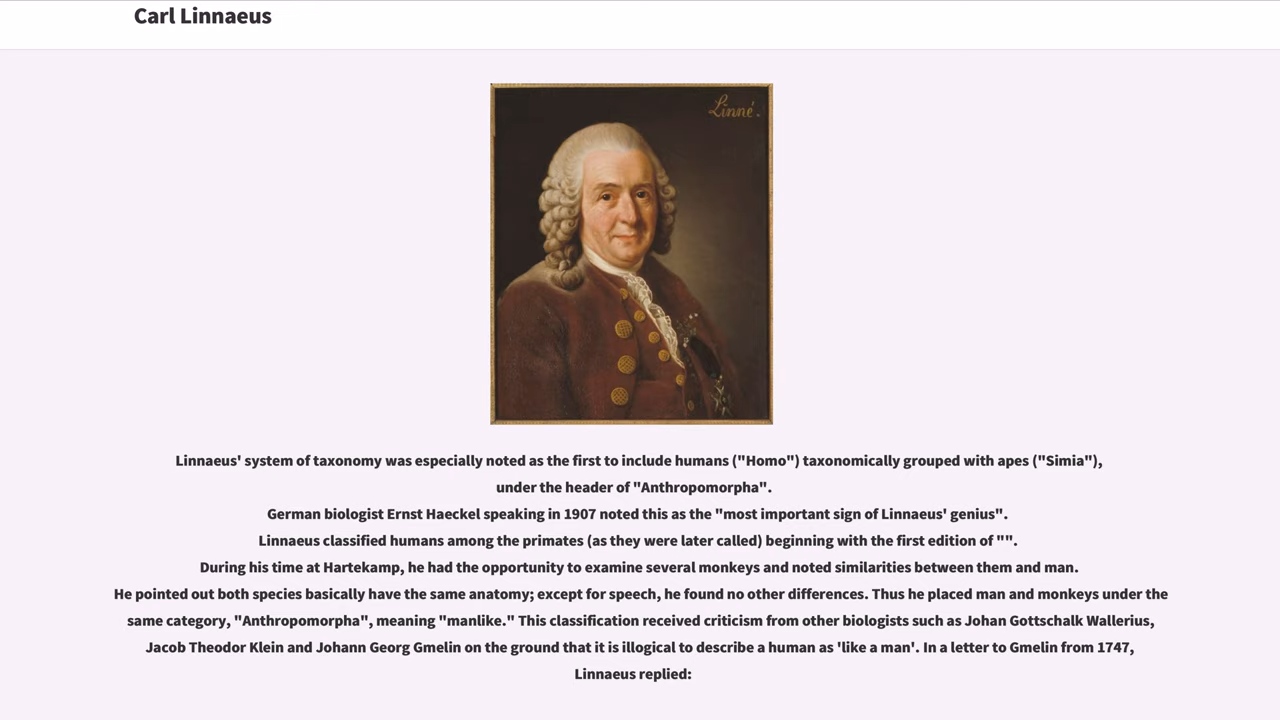 Carl Linnaeus
Linné.
Linnaeus' system of taxonomy was especially noted as the first to include humans ("Homo") taxonomically grouped with apes ("Simia"),
under the header of "Anthropomorpha".
German biologist Ernst Haeckel speaking in 1907 noted this as the "most important sign of Linnaeus' genius".
Linnaeus classified humans among the primates (as they were later called) beginning with the first edition of "".
During his time at Hartekamp, he had the opportunity to examine several monkeys and noted similarities between them and man.
He pointed out both species basically have the same anatomy; except for speech, he found no other differences. Thus he placed man and monkeys under the
same category, "Anthropomorpha", meaning "manlike." This classification received criticism from other biologists such as Johan Gottschalk Wallerius,
Jacob Theodor Klein and Johann Georg Gmelin on the ground that it is illogical to describe a human as 'like a man'. In a letter to Gmelin from 1747,
Linnaeus replied: